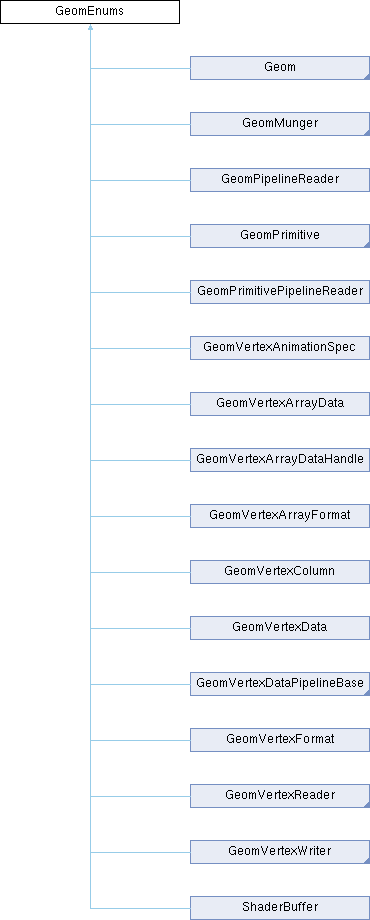 GeomEnums
Geom
GeomMunger
GeomPipelineReader
GeomPrimitive
GeomPrimitivePipelineReader
GeomVertexAnimationSpec
GeomVertexArrayData
GeomVertexArrayDataHandle
GeomVertexArrayFormat
GeomVertexColumn
GeomVertexData
GeomVertexDataPipelineBase
GeomVertexFormat
GeomVertexReader
GeomVertexWriter
ShaderBuffer